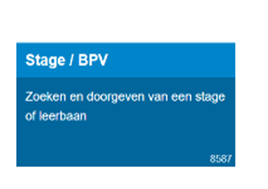 Stage / BPV
Zoeken en doorgeven van een stage
of leerbaan
8587